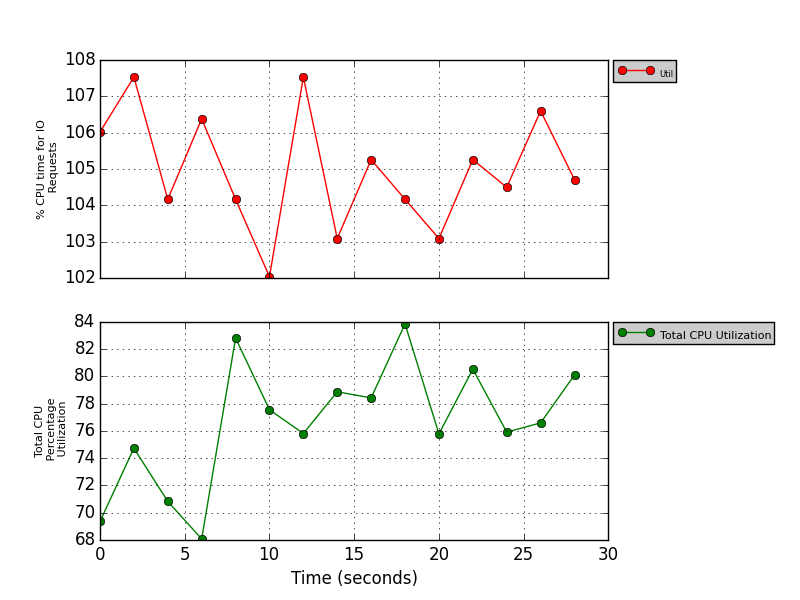 108
107
106
105
104
103
102
% CPU time for IO
Requests
Util
84
82
80
78
76
74
72
70
68
Total CPU
Percentage
Utilization
Total CPU Utilization
0 5 10 15 20 25 30
Time (seconds)